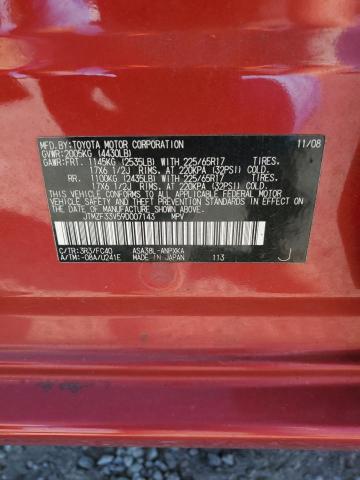 MFD.BY:TOYOTA MOTOR CORPORATION 11/08
GVWR:2005KG (4430LB)
GAWR:FRT. 1145KG (2535LB) WITH 225/65R17 TIRES.
17X6 1/2J RIMS, AT 220KPA (32PSI) COLD.
RR. 1100KG (2435LB) WITH 225/65R17 TIRES.
17X6 1/2J RIMS, AT 220KPA (32PSI) COLD.
THIS VEHICLE CONFORMS TO ALL APPLICABLE FEDERAL MOTOR
VEHICLE SAFETY AND THEFT PREVENTION STANDARDS IN
EFFECT ON THE DATE OF MANUFACTURE SHOWN ABOVE.
JTMZF33V59D007143 MPV
C/TR:3R3/FC40 ASA38L-ANPXKA
A/TM:-08A/U241E MADE IN JAPAN 113 J